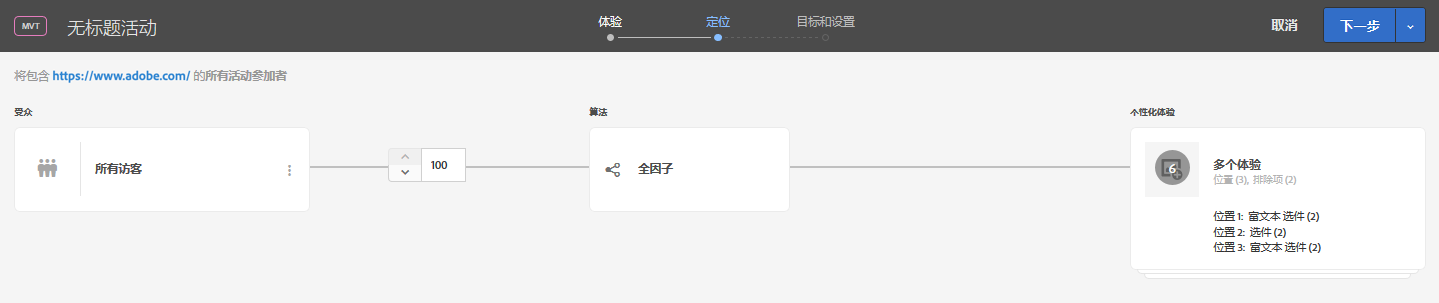 MVT 无标题活动 体验 定位 目标和设置 取消 下一步
将包含 https://www.adobe.com/ 的所有活动参加者
受众 算法 个性化体验
所有访客 100 全因子 6 多个体验
位置 (3), 排除项 (2)
位置 1: 富文本 选件 (2)
位置 2: 选件 (2)
位置 3: 富文本 选件 (2)